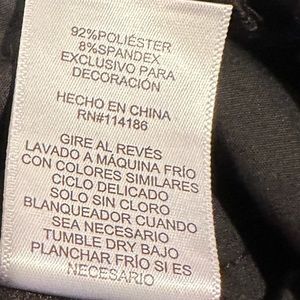 92%POLIÉSTER
8%SPANDEX
EXCLUSIVO PARA
DECORACIÓN
HECHO EN CHINA
RN#114186
GIRE AL REVÉS
LAVADO A MÁQUINA FRÍO
CON COLORES SIMILARES
CICLO DELICADO
SOLO SIN CLORO
BLANQUEADOR CUANDO
SEA NECESARIO
TUMBLE DRY BAJO
PLANCHAR FRÍO SI ES
NECESARIO